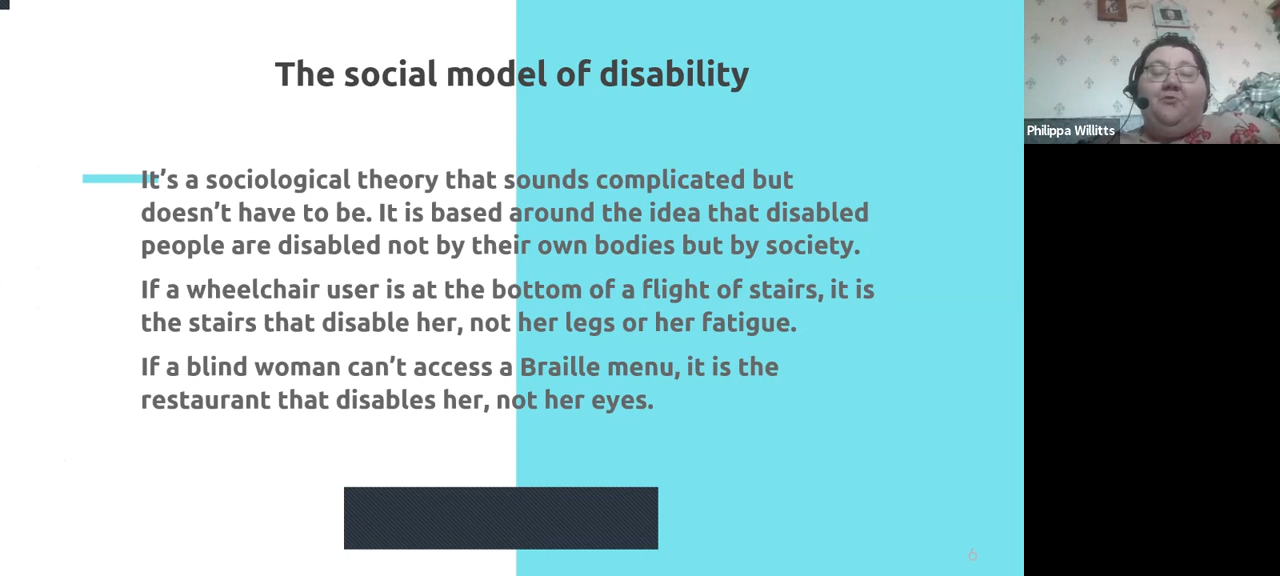 The social model of disability
It’s a sociological theory that sounds complicated but
doesn’t have to be. It is based around the idea that disabled
people are disabled not by their own bodies but by society.
If a wheelchair user is at the bottom of a flight of stairs, it is
the stairs that disable her, not her legs or her fatigue.
If a blind woman can’t access a Braille menu, it is the
restaurant that disables her, not her eyes.
6
Philippa Willitts